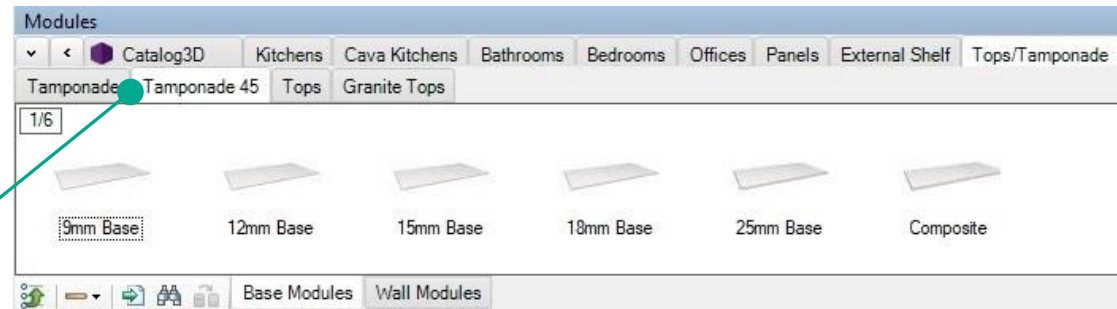 Modules
Catalog3D Kitchens Cava Kitchens Bathrooms Bedrooms Offices Panels External Shelf Tops/Tamponade
Tamponade Tamponade 45 Tops Granite Tops
1/6
9mm Base 12mm Base 15mm Base 18mm Base 25mm Base Composite
Base Modules Wall Modules